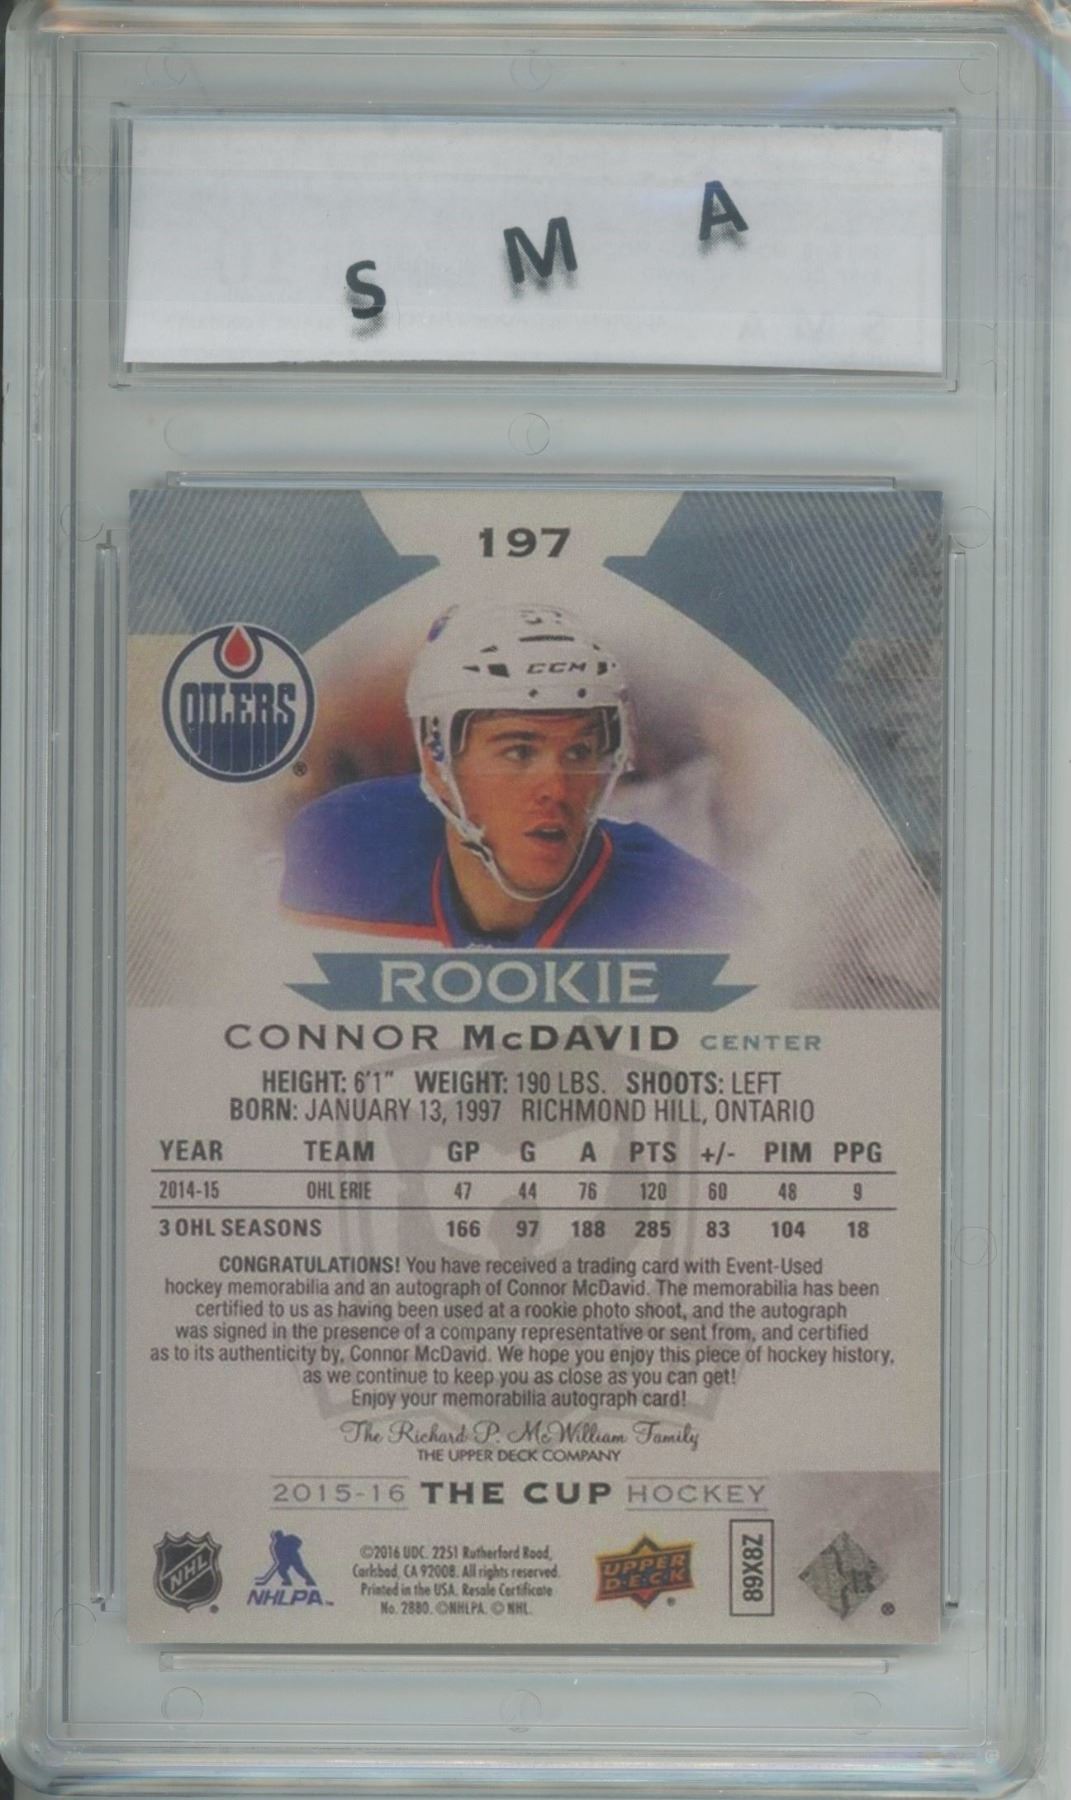 S M A
197
OILERS
CCM
ROOKIE
CONNOR McDAVID CENTER
HEIGHT: 6'1" WEIGHT: 190 LBS. SHOOTS: LEFT
BORN: JANUARY 13, 1997 RICHMOND HILL, ONTARIO
YEAR TEAM GP G A PTS +/- PIM PPG
2014-15 OHL ERIE 47 44 76 120 60 48 9
3 OHL SEASONS 166 97 188 285 83 104 18
CONGRATULATIONS! You have received a trading card with Event-Used
hockey memorabilia and an autograph of Connor McDavid. The memorabilia has been
certified to us as having been used at a rookie photo shoot, and the autograph
was signed in the presence of a company representative or sent from, and certified
as to its authenticity by, Connor McDavid. We hope you enjoy this piece of hockey history,
as we continue to keep you as close as you can get!
Enjoy your memorabilia autograph card!
The Richard P. McWilliam Family
THE UPPER DECK COMPANY
2015-16 THE CUP HOCKEY
NHL
NHLPA
©2016 UDC. 2251 Rutherford Road,
Carlsbad, CA 92008. All rights reserved.
Printed in the USA. Resale Certificate
No. 2880. ©NHLPA. © NHL.
UPPER DECK
Z8X68